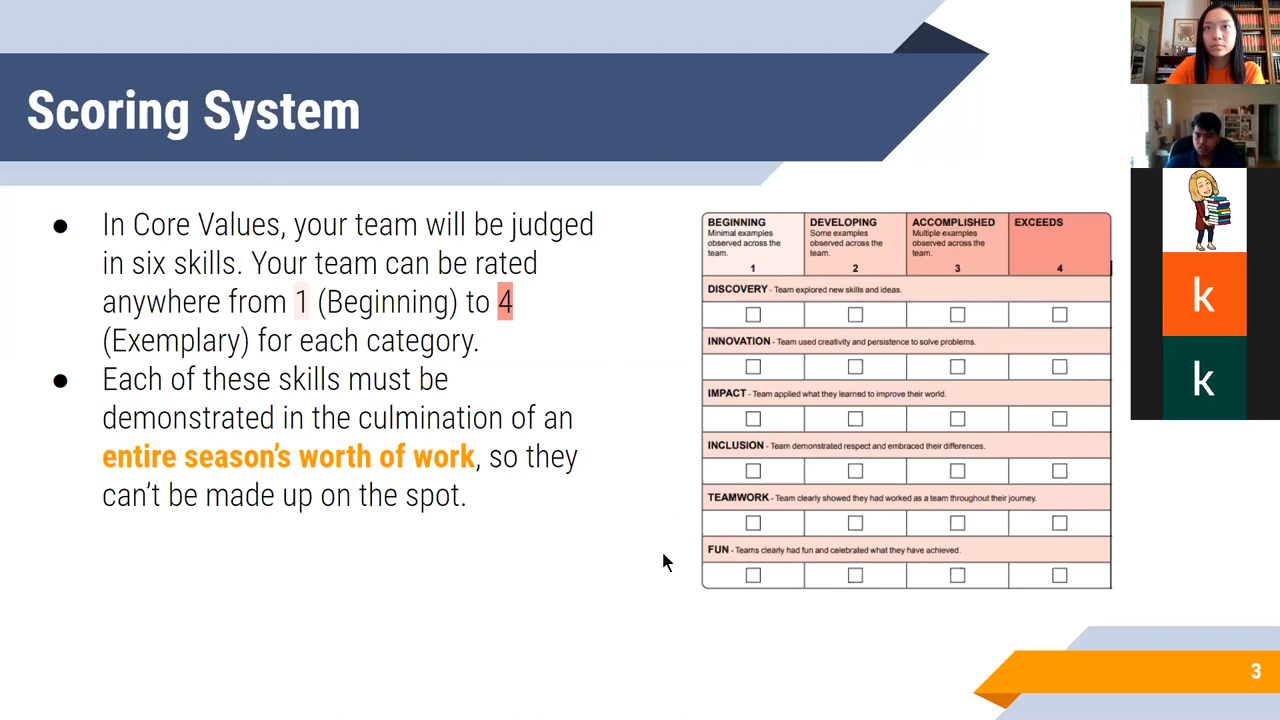 Scoring System
● In Core Values, your team will be judged
in six skills. Your team can be rated
anywhere from 1 (Beginning) to 4
(Exemplary) for each category.
● Each of these skills must be
demonstrated in the culmination of an
entire season's worth of work, so they
can't be made up on the spot.
BEGINNING
Minimal examples
observed across the
team.
1
DEVELOPING
Some examples
observed across the
team.
2
ACCOMPLISHED
Multiple examples
observed across the
team.
3
EXCEEDS
4
DISCOVERY - Team explored new skills and ideas.
INNOVATION - Team used creativity and persistence to solve problems.
IMPACT - Team applied what they learned to improve their world.
INCLUSION - Team demonstrated respect and embraced their differences.
TEAMWORK - Team clearly showed they had worked as a team throughout their journey.
FUN - Teams clearly had fun and celebrated what they have achieved.
k
k
3